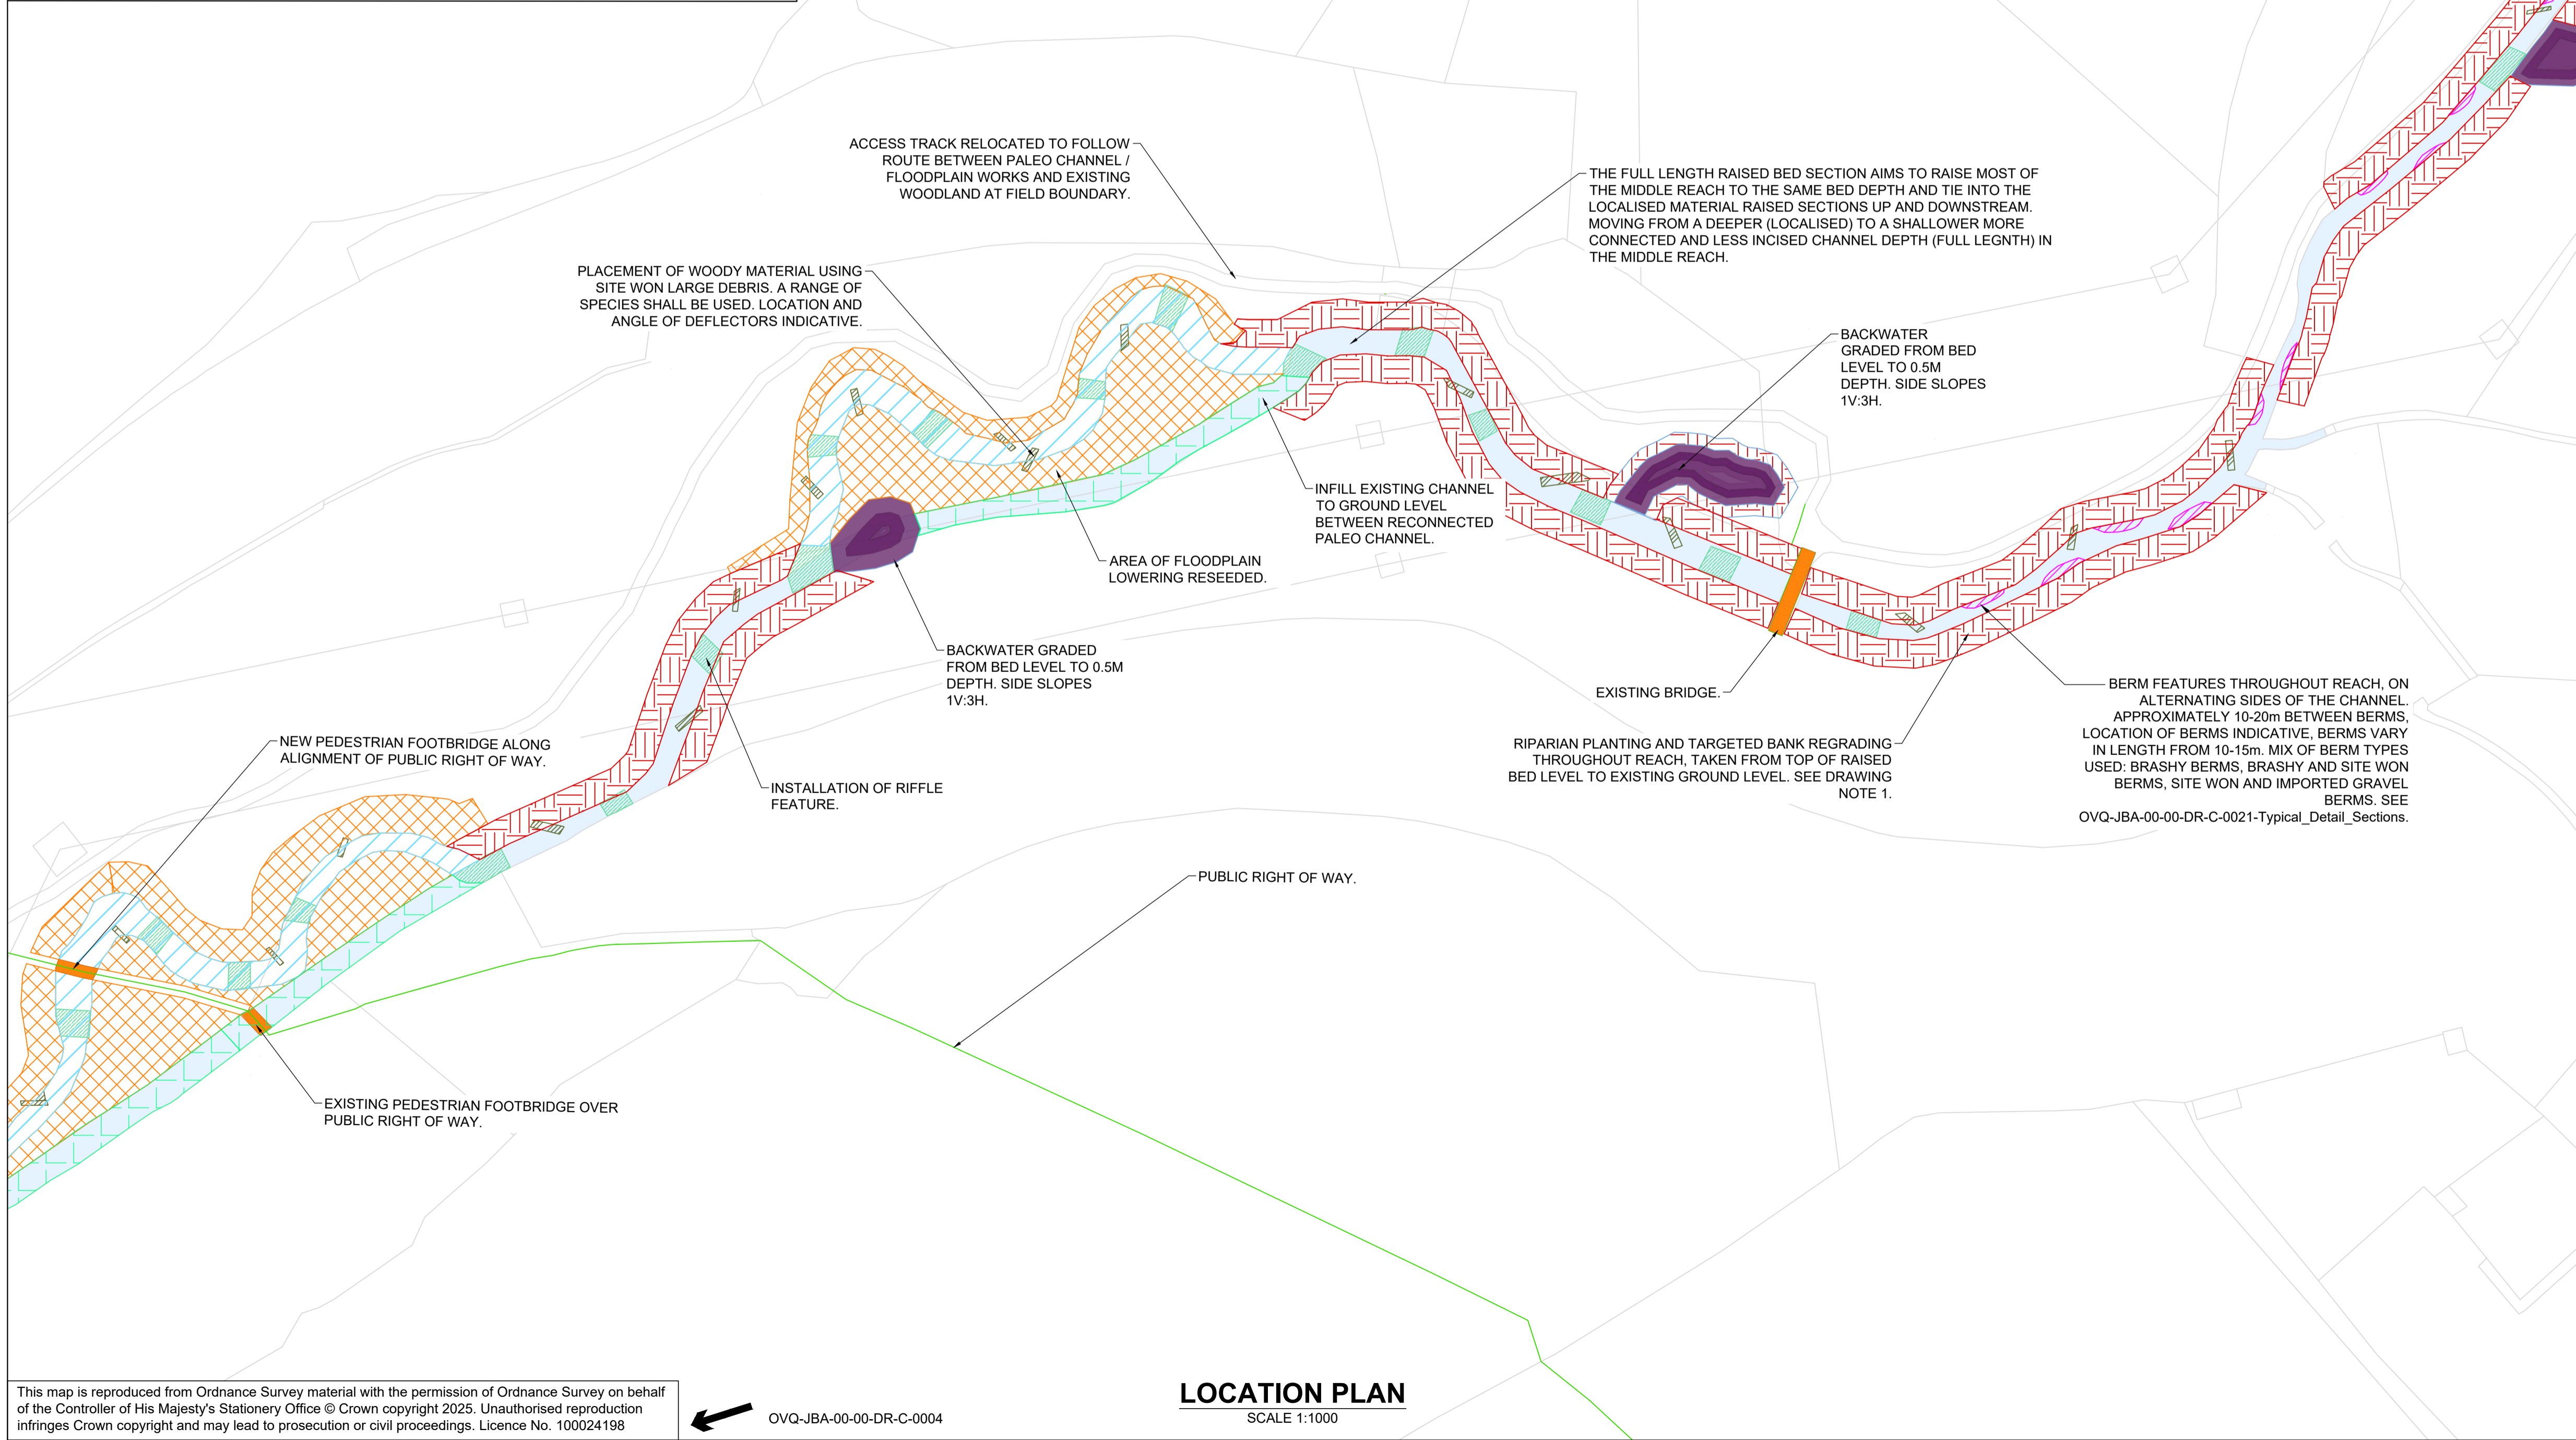 ACCESS TRACK RELOCATED TO FOLLOW
ROUTE BETWEEN PALEO CHANNEL /
FLOODPLAIN WORKS AND EXISTING
WOODLAND AT FIELD BOUNDARY.
THE FULL LENGTH RAISED BED SECTION AIMS TO RAISE MOST OF
THE MIDDLE REACH TO THE SAME BED DEPTH AND TIE INTO THE
LOCALISED MATERIAL RAISED SECTIONS UP AND DOWNSTREAM.
MOVING FROM A DEEPER (LOCALISED) TO A SHALLOWER MORE
CONNECTED AND LESS INCISED CHANNEL DEPTH (FULL LEGNTH) IN
THE MIDDLE REACH.
PLACEMENT OF WOODY MATERIAL USING
SITE WON LARGE DEBRIS. A RANGE OF
SPECIES SHALL BE USED. LOCATION AND
ANGLE OF DEFLECTORS INDICATIVE.
BACKWATER
GRADED FROM BED
LEVEL TO 0.5M
DEPTH. SIDE SLOPES
1V:3H.
INFILL EXISTING CHANNEL
TO GROUND LEVEL
BETWEEN RECONNECTED
PALEO CHANNEL.
AREA OF FLOODPLAIN
LOWERING RESEEDED.
BACKWATER GRADED
FROM BED LEVEL TO 0.5M
DEPTH. SIDE SLOPES
1V:3H.
EXISTING BRIDGE.
BERM FEATURES THROUGHOUT REACH, ON
ALTERNATING SIDES OF THE CHANNEL.
APPROXIMATELY 10-20m BETWEEN BERMS,
LOCATION OF BERMS INDICATIVE, BERMS VARY
IN LENGTH FROM 10-15m. MIX OF BERM TYPES
USED: BRASHY BERMS, BRASHY AND SITE WON
BERMS, SITE WON AND IMPORTED GRAVEL
BERMS. SEE
OVQ-JBA-00-00-DR-C-0021-Typical_Detail_Sections.
NEW PEDESTRIAN FOOTBRIDGE ALONG
ALIGNMENT OF PUBLIC RIGHT OF WAY.
RIPARIAN PLANTING AND TARGETED BANK REGRADING
THROUGHOUT REACH, TAKEN FROM TOP OF RAISED
BED LEVEL TO EXISTING GROUND LEVEL. SEE DRAWING
NOTE 1.
INSTALLATION OF RIFFLE
FEATURE.
PUBLIC RIGHT OF WAY.
EXISTING PEDESTRIAN FOOTBRIDGE OVER
PUBLIC RIGHT OF WAY.
This map is reproduced from Ordnance Survey material with the permission of Ordnance Survey on behalf
of the Controller of His Majesty's Stationery Office © Crown copyright 2025. Unauthorised reproduction
infringes Crown copyright and may lead to prosecution or civil proceedings. Licence No. 100024198
OVQ-JBA-00-00-DR-C-0004
LOCATION PLAN
SCALE 1:1000